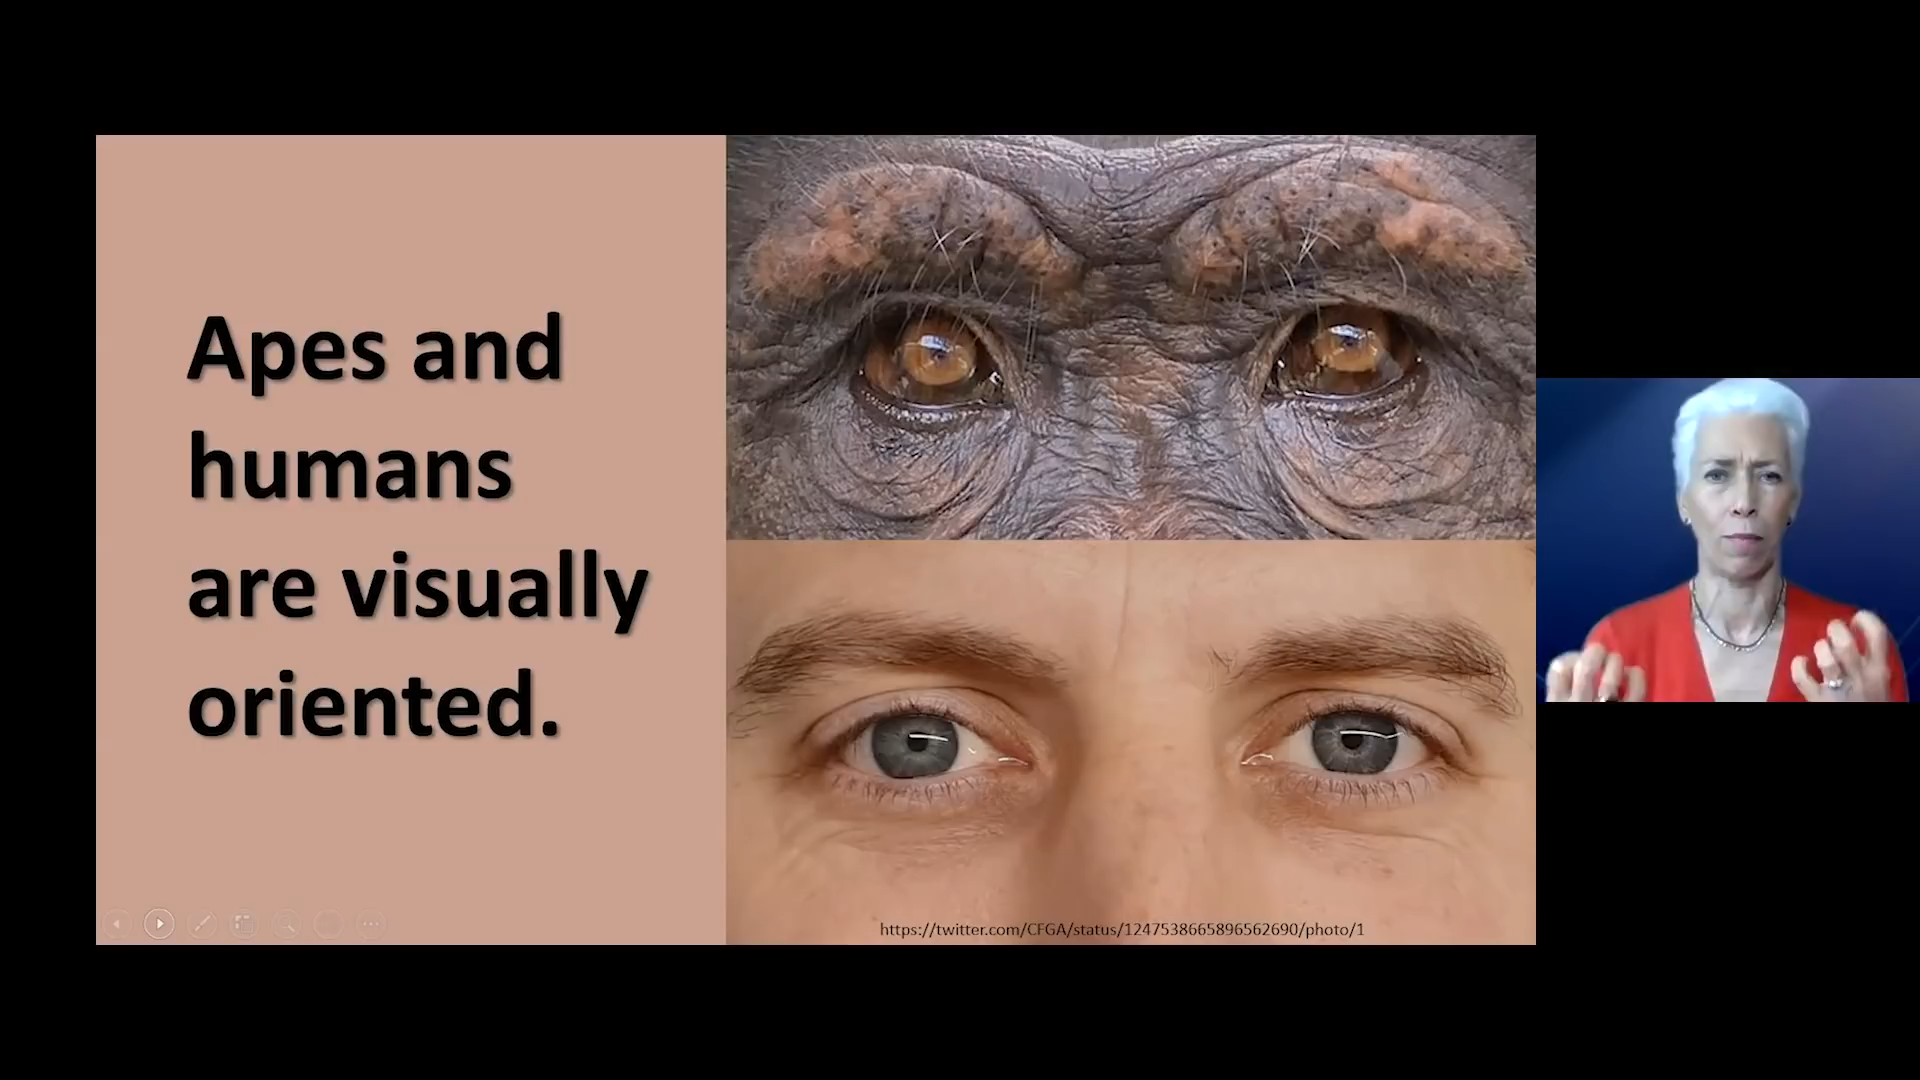 Apes and
humans
are visually
oriented.
https://twitter.com/CFGA/status/1247538665896562690/photo/1